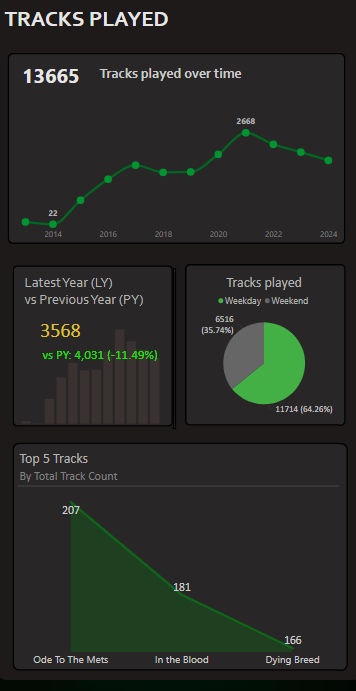 TRACKS PLAYED
13665 Tracks played over time
2668
22
2014 2016 2018 2020 2022 2024
Latest Year (LY)
vs Previous Year (PY)
3568
vs PY: 4,031 (-11.49%)
Tracks played
Weekday Weekend
6516
(35.74%)
11714 (64.26%)
Top 5 Tracks
By Total Track Count
207
181
166
Ode To The Mets In the Blood Dying Breed